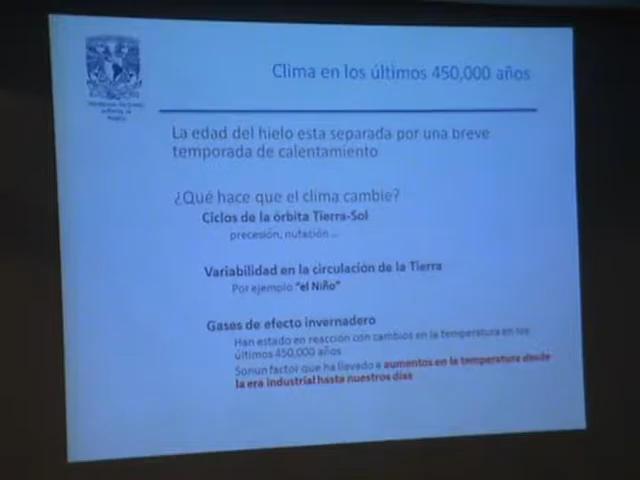 Clima en los últimos 450,000 años
La edad del hielo esta separada por una breve
temporada de calentamiento
¿Qué hace que el clima cambie?
Ciclos de la órbita Tierra-Sol
precesión, nutación ...
Variabilidad en la circulación de la Tierra
Por ejemplo "el Niño"
Gases de efecto invernadero
Han estado en reacción con cambios en la temperatura en los
últimos 450,000 años
Sonun factor que ha llevado a aumentos en la temperatura desde
la era industrial hasta nuestros días